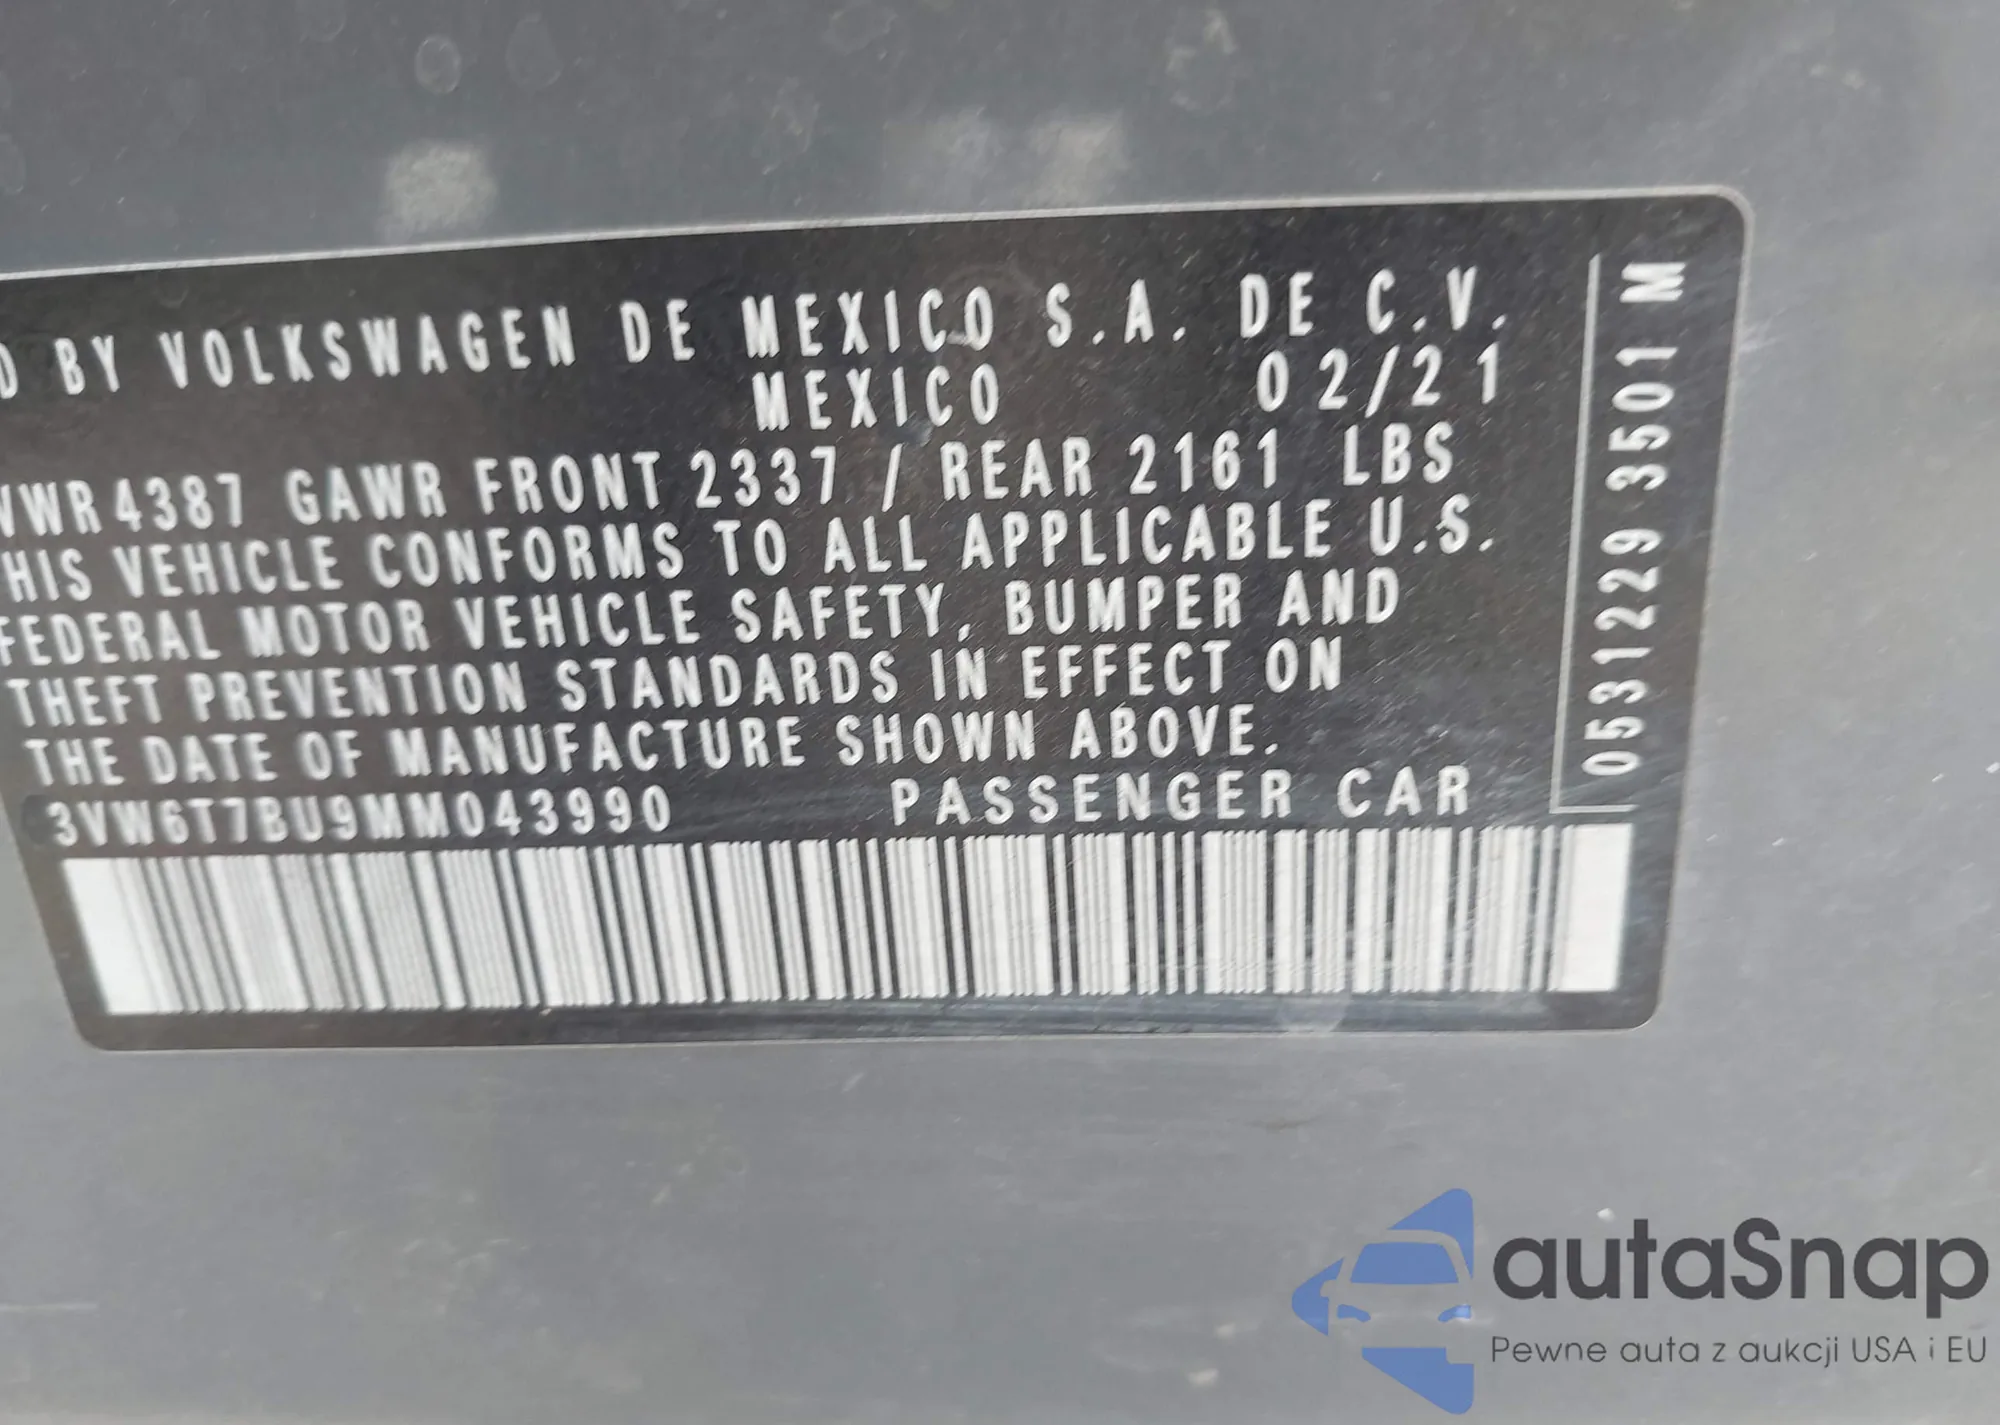 D BY VOLKSWAGEN DE MEXICO S.A. DE C.V.
MEXICO 02/21
VWR 4387 GAWR FRONT 2337 / REAR 2161 LBS
HIS VEHICLE CONFORMS TO ALL APPLICABLE U.S.
FEDERAL MOTOR VEHICLE SAFETY, BUMPER AND
THEFT PREVENTION STANDARDS IN EFFECT ON
THE DATE OF MANUFACTURE SHOWN ABOVE.
3VW6T7BU9MM043990 PASSENGER CAR
0531229 3501 M
autaSnap
Pewne auta z aukcji USA i EU